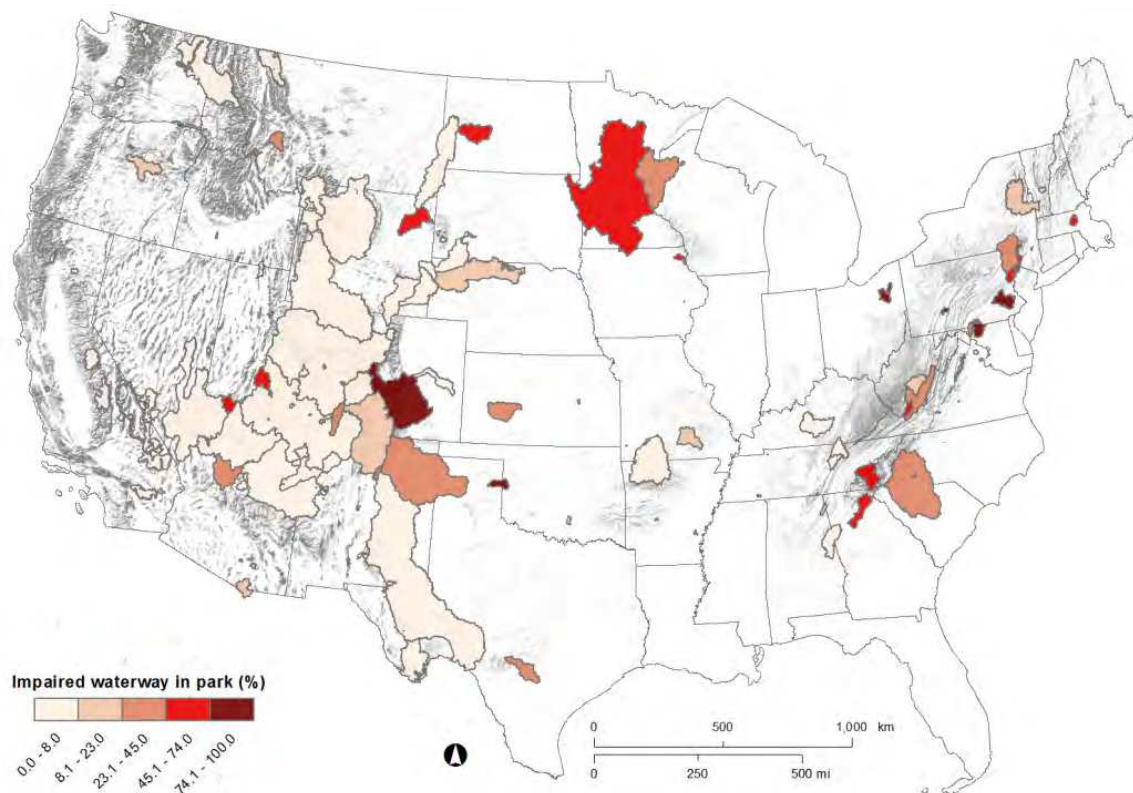 Impaired waterway in park (%)
0.0 - 8.0
8.1 - 23.0
23.1 - 45.0
45.1 - 74.0
74.1 - 100.0
0 500 1,000 km
0 250 500 mi